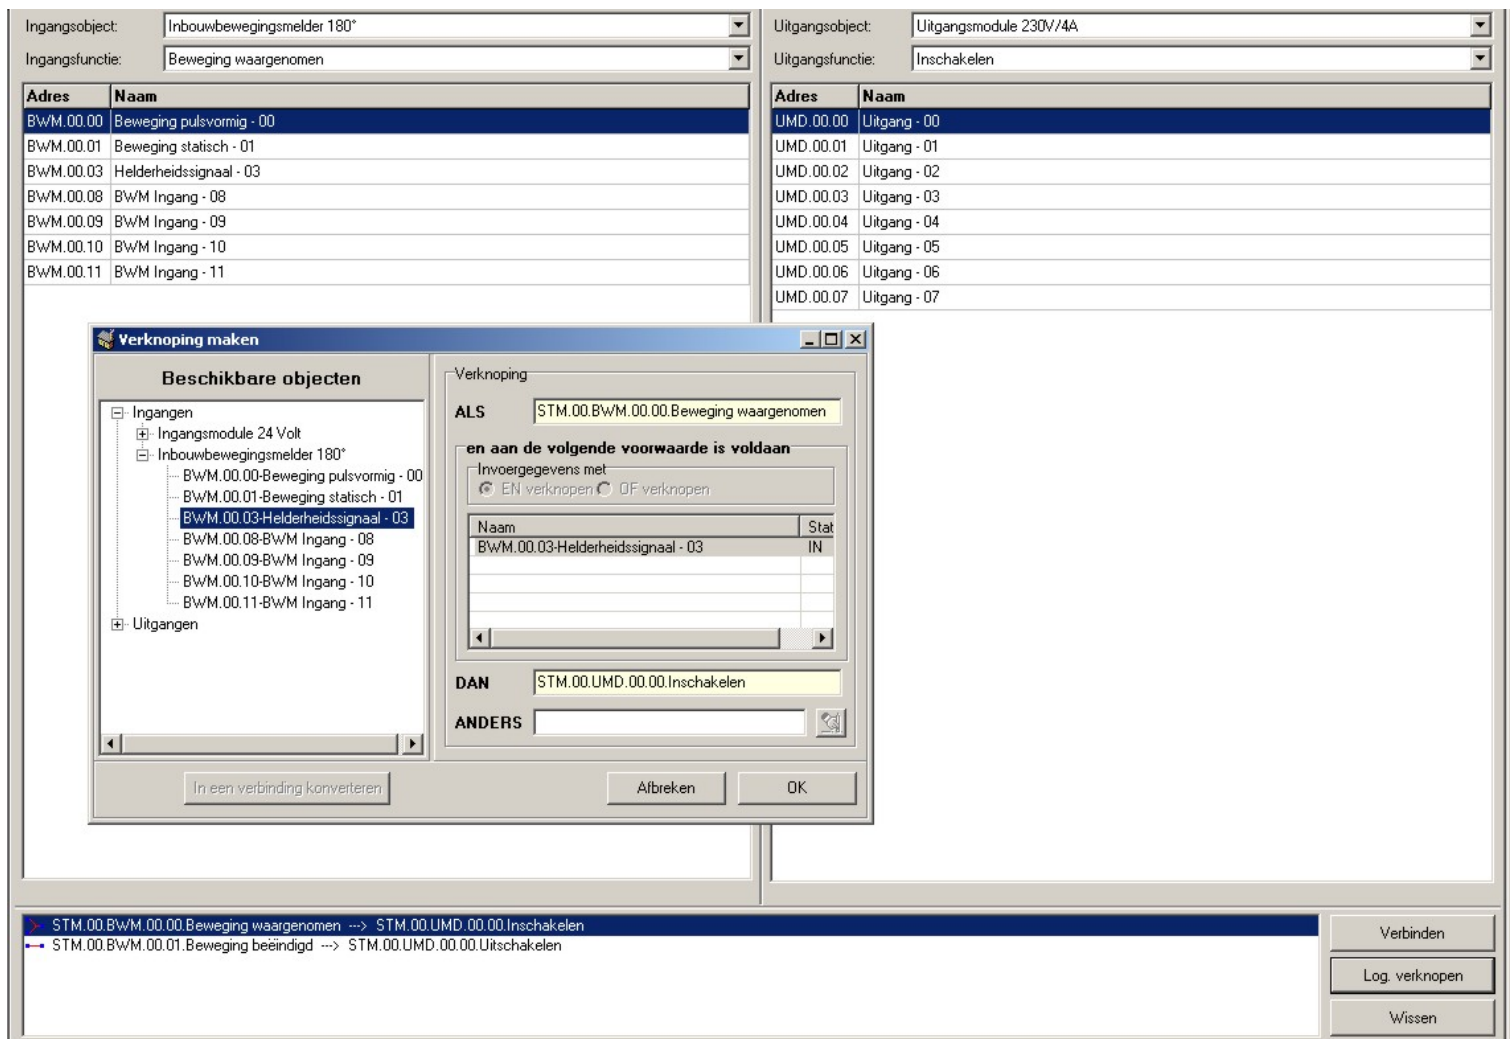 Ingangsobject: Inbouwbewegingsmelder 180°
Ingangsfunctie: Beweging waargenomen
Adres Naam
BWM.00.00 Beweging pulsvormig - 00
BWM.00.01 Beweging statisch - 01
BWM.00.03 Helderheidssignaal - 03
BWM.00.08 BWM Ingang - 08
BWM.00.09 BWM Ingang - 09
BWM.00.10 BWM Ingang - 10
BWM.00.11 BWM Ingang - 11
Uitgangsobject: Uitgangsmodule 230V/4A
Uitgangsfunctie: Inschakelen
Adres Naam
UMD.00.00 Uitgang - 00
UMD.00.01 Uitgang - 01
UMD.00.02 Uitgang - 02
UMD.00.03 Uitgang - 03
UMD.00.04 Uitgang - 04
UMD.00.05 Uitgang - 05
UMD.00.06 Uitgang - 06
UMD.00.07 Uitgang - 07
Verknoping maken
Beschikbare objecten
Ingangen
Ingangsmodule 24 Volt
Inbouwbewegingsmelder 180°
BWM.00.00-Beweging pulsvormig - 00
BWM.00.01-Beweging statisch - 01
BWM.00.03-Helderheidssignaal - 03
BWM.00.08-BWM Ingang - 08
BWM.00.09-BWM Ingang - 09
BWM.00.10-BWM Ingang - 10
BWM.00.11-BWM Ingang - 11
Uitgangen
Verknoping
ALS STM.00.BWM.00.00.Beweging waargenomen
en aan de volgende voorwaarde is voldaan
Invoergegevens met
EN verknopen OF verknopen
Naam Stat
BWM.00.03-Helderheidssignaal - 03 IN
DAN STM.00.UMD.00.00.Inschakelen
ANDERS
In een verbinding konverteren
Afbreken
OK
STM.00.BWM.00.00.Beweging waargenomen ---> STM.00.UMD.00.00.Inschakelen
STM.00.BWM.00.01.Beweging beëindigd ---> STM.00.UMD.00.00.Uitschakelen
Verbinden
Log. verknopen
Wissen